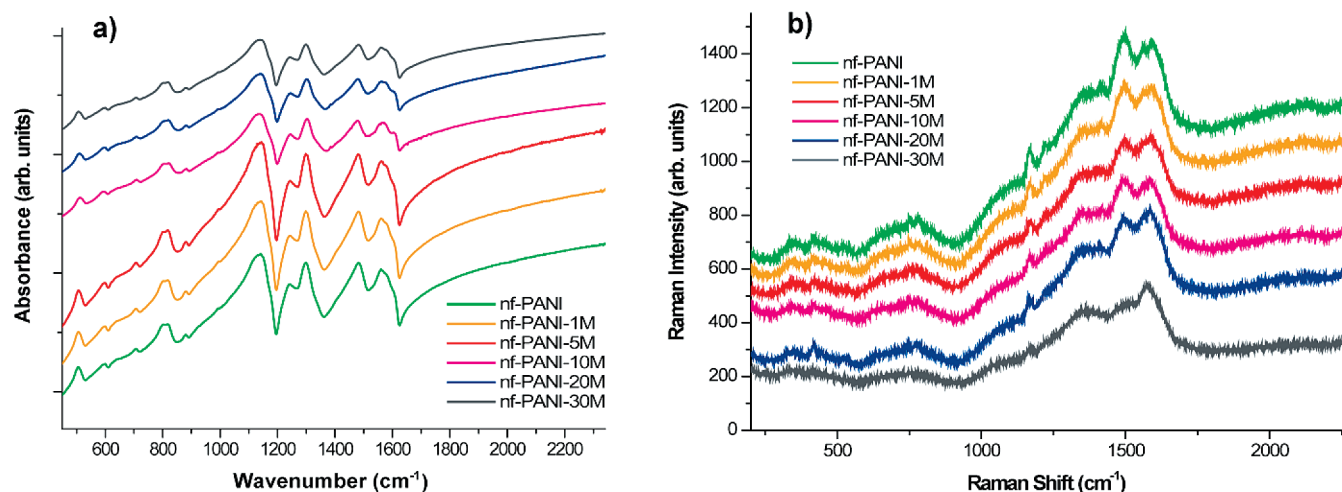 a)
Absorbance (arb. units)
nf-PANI
nf-PANI-1M
nf-PANI-5M
nf-PANI-10M
nf-PANI-20M
nf-PANI-30M
600 800 1000 1200 1400 1600 1800 2000 2200
Wavenumber (cm⁻¹)
b)
Raman Intensity (arb. units)
1400
1200
1000
800
600
400
200
0
nf-PANI
nf-PANI-1M
nf-PANI-5M
nf-PANI-10M
nf-PANI-20M
nf-PANI-30M
500 1000 1500 2000
Raman Shift (cm⁻¹)